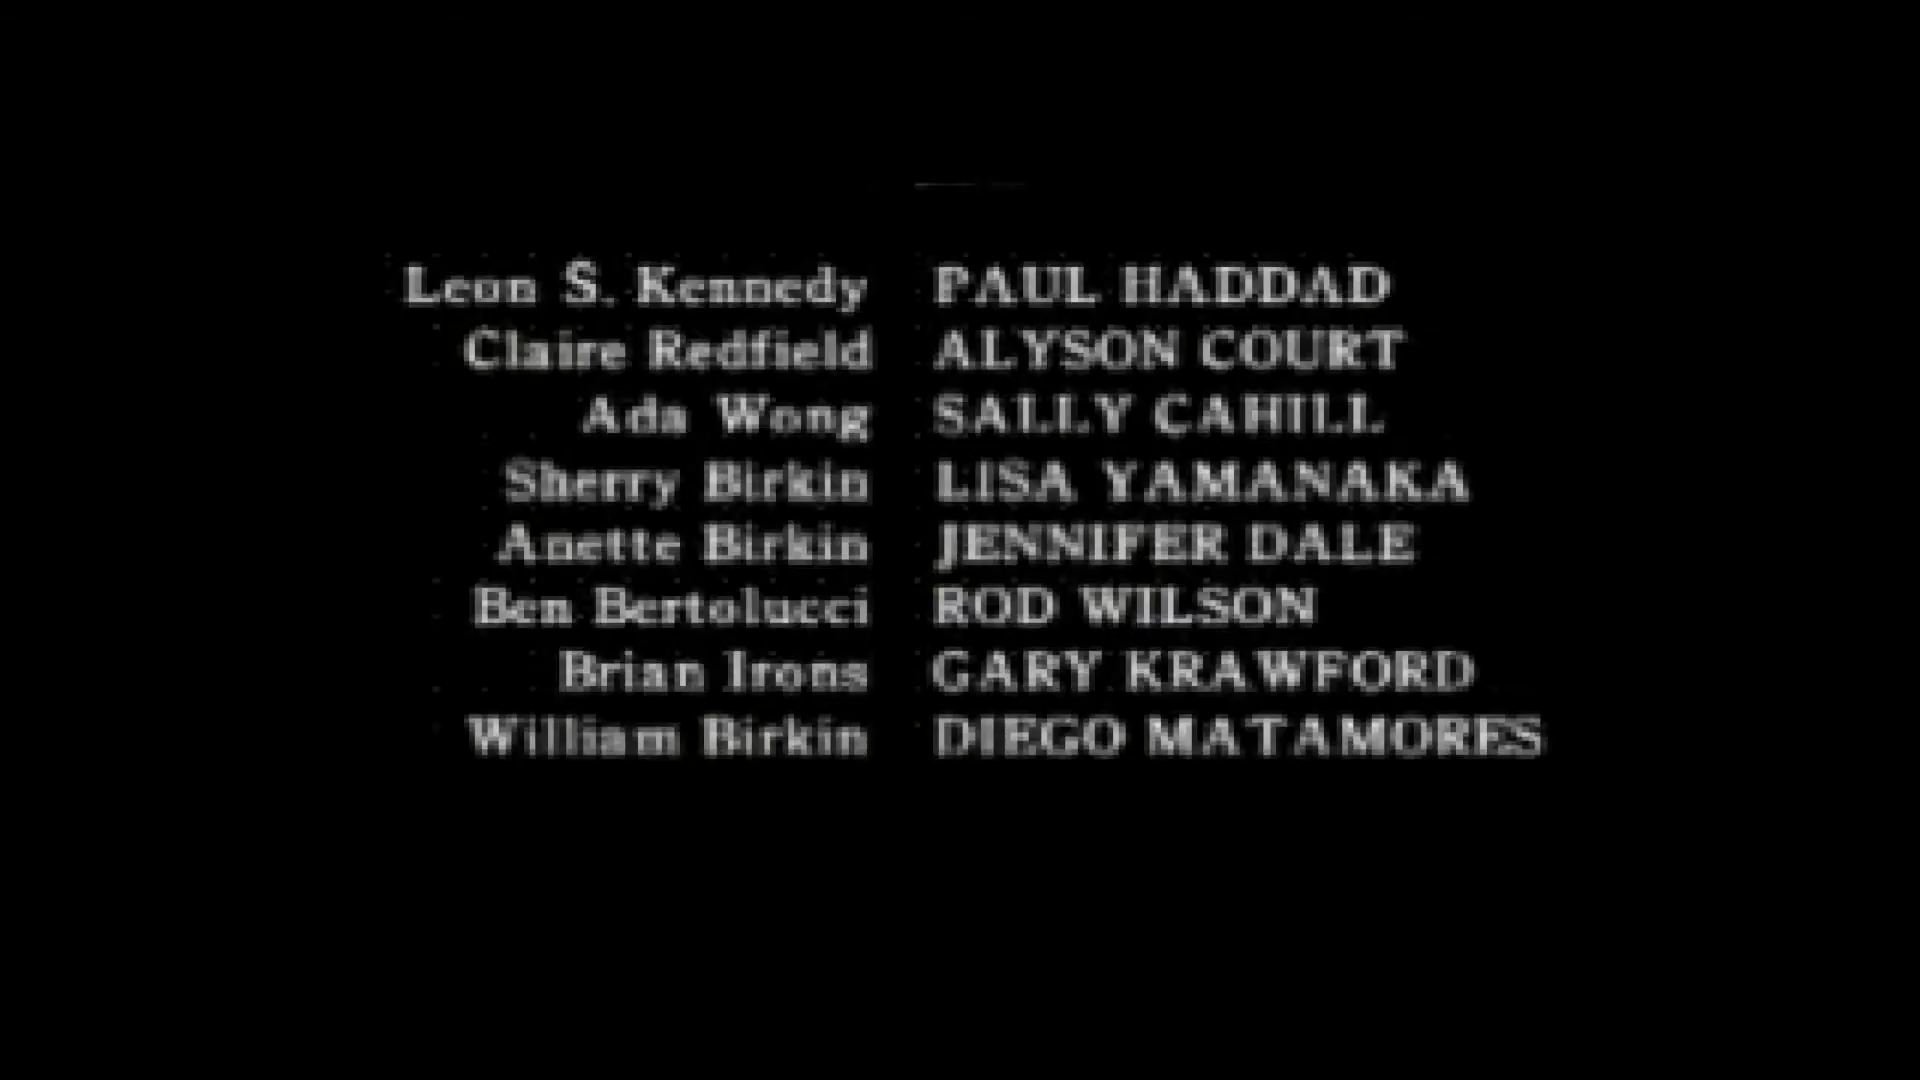 Leon S. Kennedy PAUL HADDAD
Claire Redfield ALYSON COURT
Ada Wong SALLY CAHILL
Sherry Birkin LISA YAMANAKA
Anette Birkin JENNIFER DALE
Ben Bertolucci ROD WILSON
Brian Irons GARY KRAWFORD
William Birkin DIEGO MATAMORES